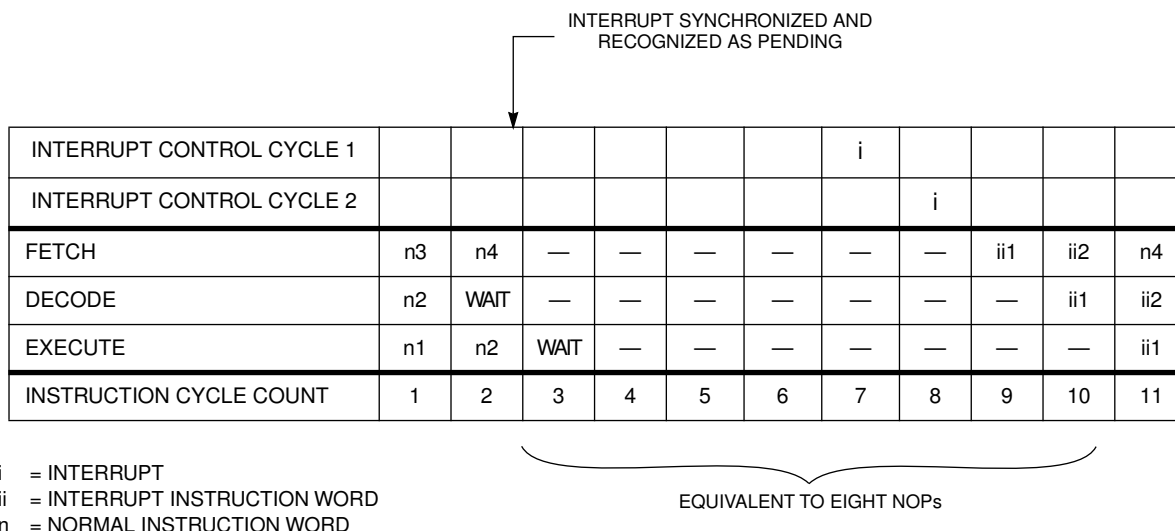 INTERRUPT SYNCHRONIZED AND
RECOGNIZED AS PENDING
INTERRUPT CONTROL CYCLE 1 i
INTERRUPT CONTROL CYCLE 2 i
FETCH n3 n4 — — — — — — ii1 ii2 n4
DECODE n2 WAIT — — — — — — — ii1 ii2
EXECUTE n1 n2 WAIT — — — — — — — ii1
INSTRUCTION CYCLE COUNT 1 2 3 4 5 6 7 8 9 10 11
i = INTERRUPT
ii = INTERRUPT INSTRUCTION WORD
n = NORMAL INSTRUCTION WORD
EQUIVALENT TO EIGHT NOPs